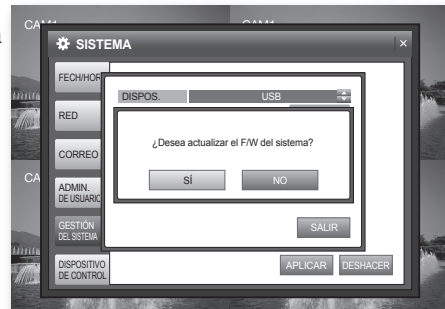 CAM1
CAM1
SISTEMA
×
FECH/HOR
DISPOS.
USB
RED
¿Desea actualizar el F/W del sistema?
CORREO
SÍ
NO
CA
ADMIN.
DE USUARIO
GESTIÓN
DEL SISTEMA
SALIR
DISPOSITIVO
DE CONTROL
APLICAR
DESHACER